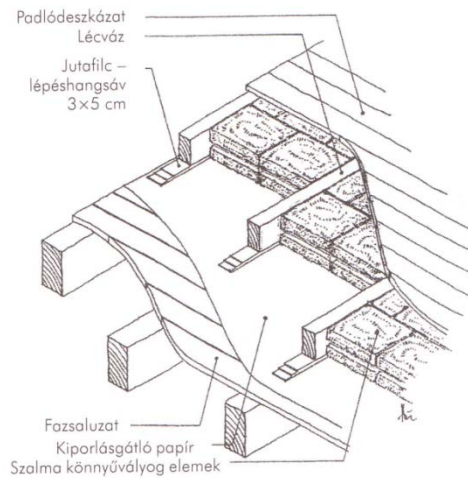 Padlódeszkázat
Lécváz
Jutafilc –
lépéshangsáv
3×5 cm
Fazsaluzat
Kiporlásgátló papír
Szalma könnyűvályog elemek